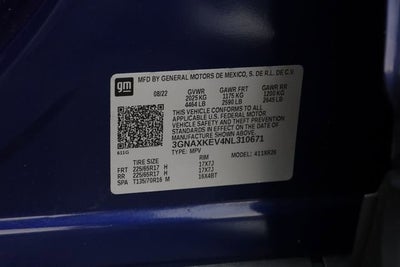 gm
MFD BY GENERAL MOTORS DE MEXICO, S. DE R.L. DE C.V.
08/22 GVWR GAWR FRT GAWR RR
2025 KG 1175 KG 1200 KG
4464 LB 2590 LB 2645 LB
THIS VEHICLE CONFORMS TO ALL
APPLICABLE U.S. FEDERAL MOTOR
VEHICLE SAFETY STANDARDS AND
THEFT PREVENTION STANDARDS
IN EFFECT ON THE DATE OF
MANUFACTURE SHOWN ABOVE.
3GNAXKEV4NL310671
TYPE: MPV 4118R26
RIM
FRT 225/65R17 H 17X7J
RR 225/65R17 H 17X7J
SPA T135/70R16 M 16X4BT